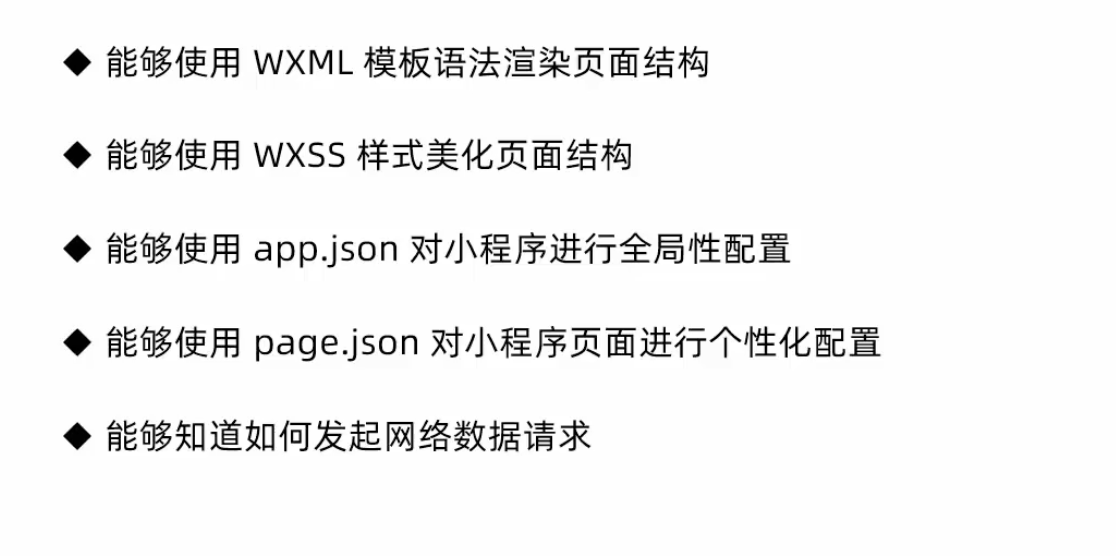 ◆ 能够使用 WXML 模板语法渲染页面结构
◆ 能够使用 WXSS 样式美化页面结构
◆ 能够使用 app.json 对小程序进行全局性配置
◆ 能够使用 page.json 对小程序页面进行个性化配置
◆ 能够知道如何发起网络数据请求